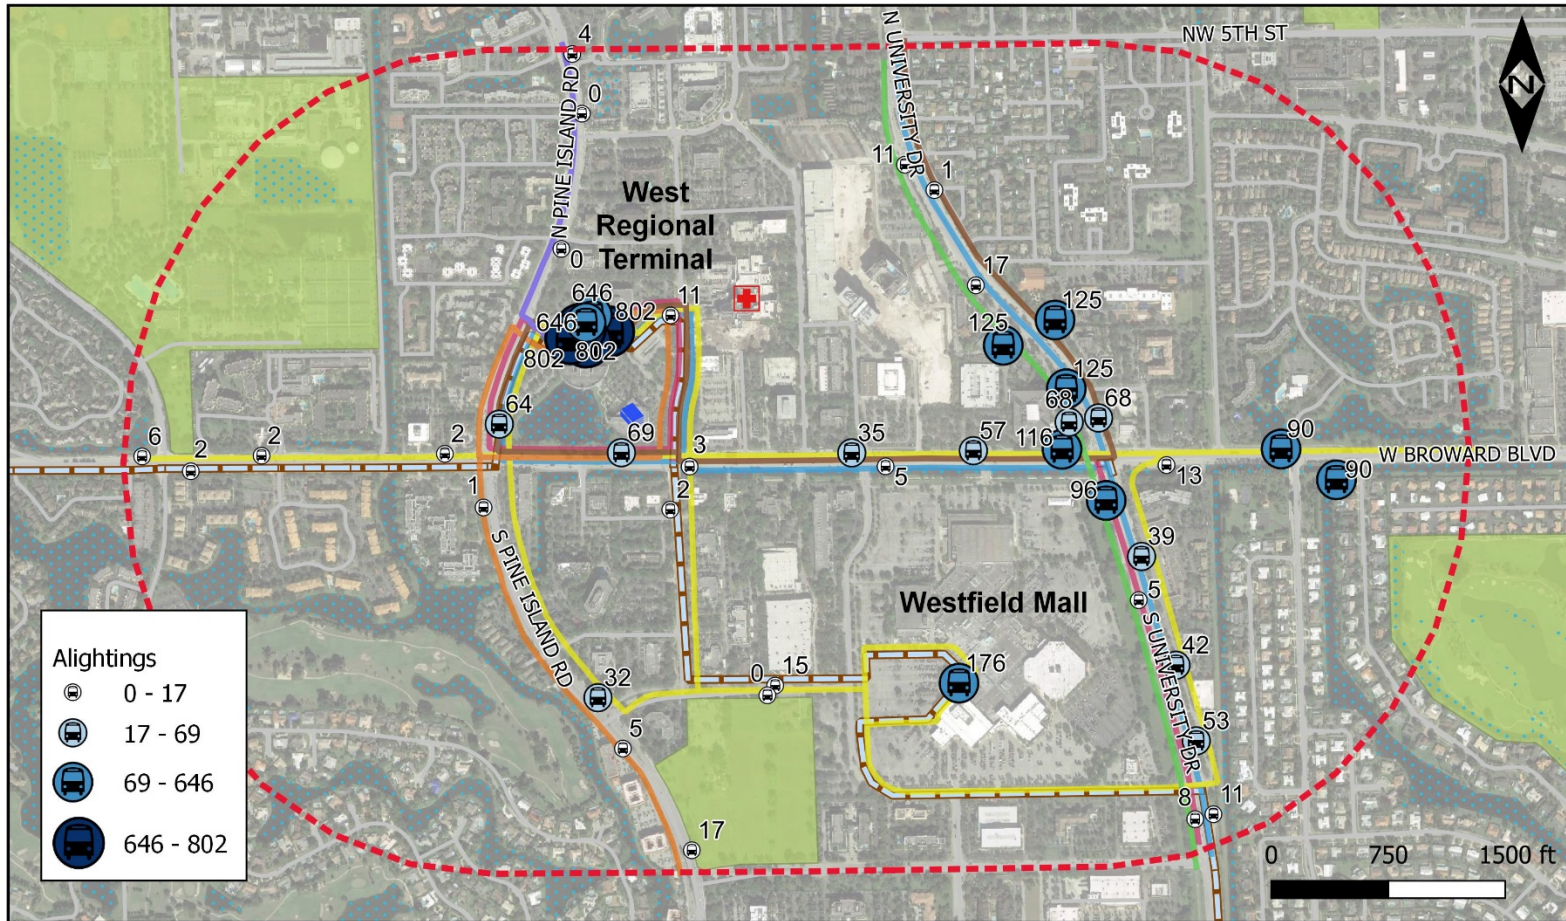 4
NW 5TH ST
N UNIVERSITY DR
N
0
N PINE ISLAND RD
11
1
West
Regional
Terminal
0
17
646
802
11
125
646
125
802
802
125
64
68
68
69
3
35
57
116
90
6
2
2
2
5
13
W BROWARD BLVD
90
1
2
96
39
S PINE ISLAND RD
5
Westfield Mall
S UNIVERSITY DR
42
176
15
0
32
53
5
8
11
17
Alightings
0 - 17
17 - 69
69 - 646
646 - 802
0 750 1500 ft